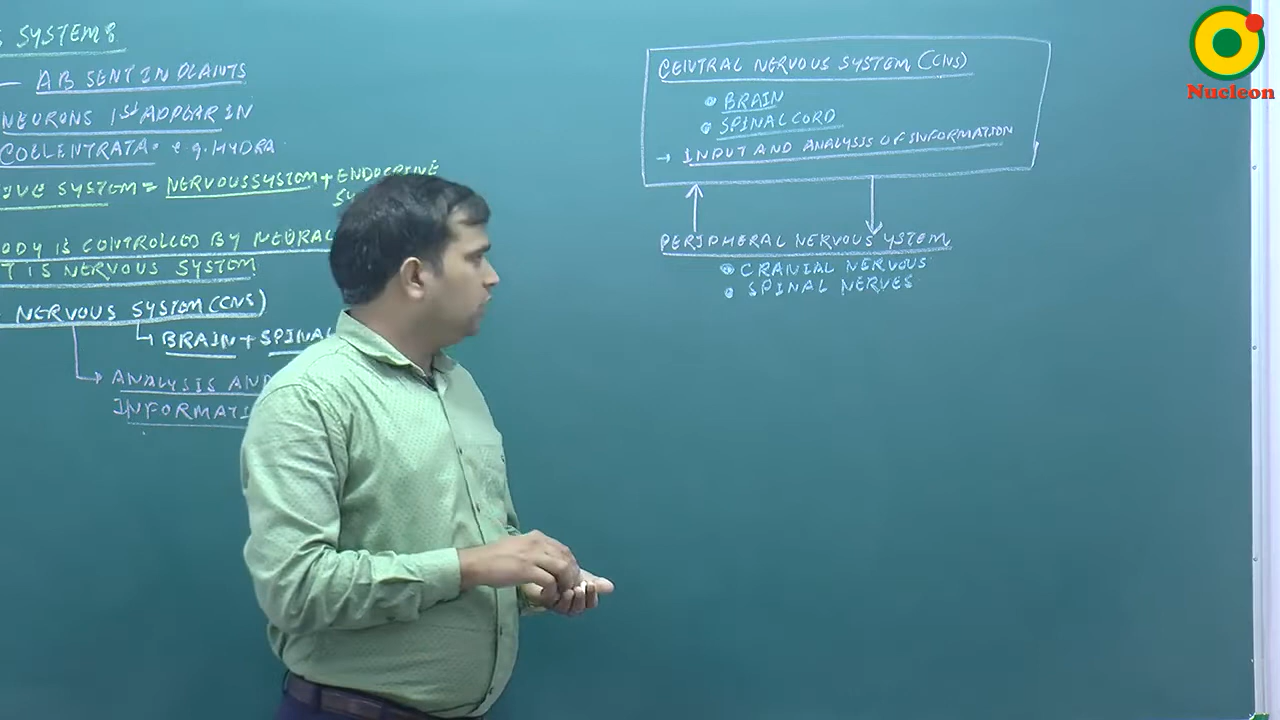 SYSTEM:
— ABSENT IN PLANTS
NEURONS 1st APPEAR IN
COELENTRATA. e.g. HYDRA
SYSTEM = NERVOUS SYSTEM + ENDOCRINE
SY
BODY IS CONTROLLED BY NEURAL
IS NERVOUS SYSTEM
NERVOUS SYSTEM (CNS)
BRAIN + SPINAL
ANALYSIS AND
INFORMATI
CENTRAL NERVOUS SYSTEM (CNS)
• BRAIN
• SPINAL CORD
→ INPUT AND ANALYSIS OF INFORMATION
PERIPHERAL NERVOUS YSTEM
• CRANIAL NERVOUS
• SPINAL NERVES
Nucleon